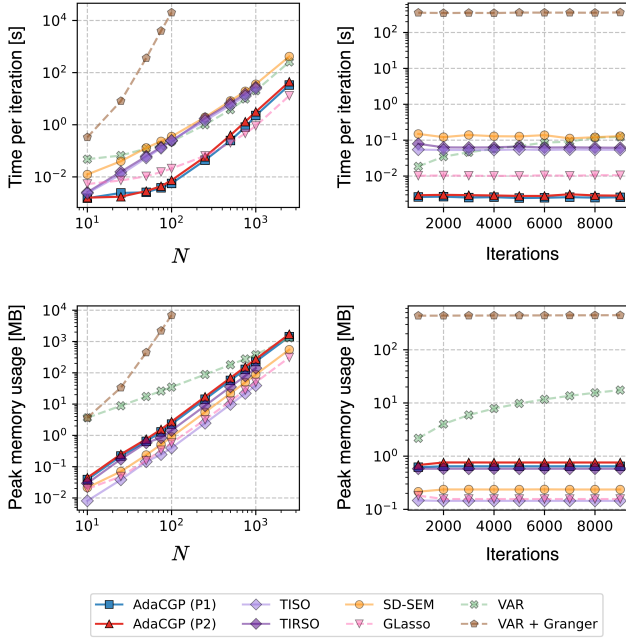 Time per iteration [s]
10^4
10^2
10^0
10^{-2}
10^1
10^2
10^3
N
Time per iteration [s]
10^2
10^1
10^0
10^{-1}
10^{-2}
2000 4000 6000 8000
Iterations
Peak memory usage [MB]
10^4
10^3
10^2
10^1
10^0
10^{-1}
10^{-2}
10^1
10^2
10^3
N
Peak memory usage [MB]
10^2
10^1
10^0
10^{-1}
2000 4000 6000 8000
Iterations
AdaCGP (P1)
AdaCGP (P2)
TISO
TIRSO
SD-SEM
GLasso
VAR
VAR + Granger